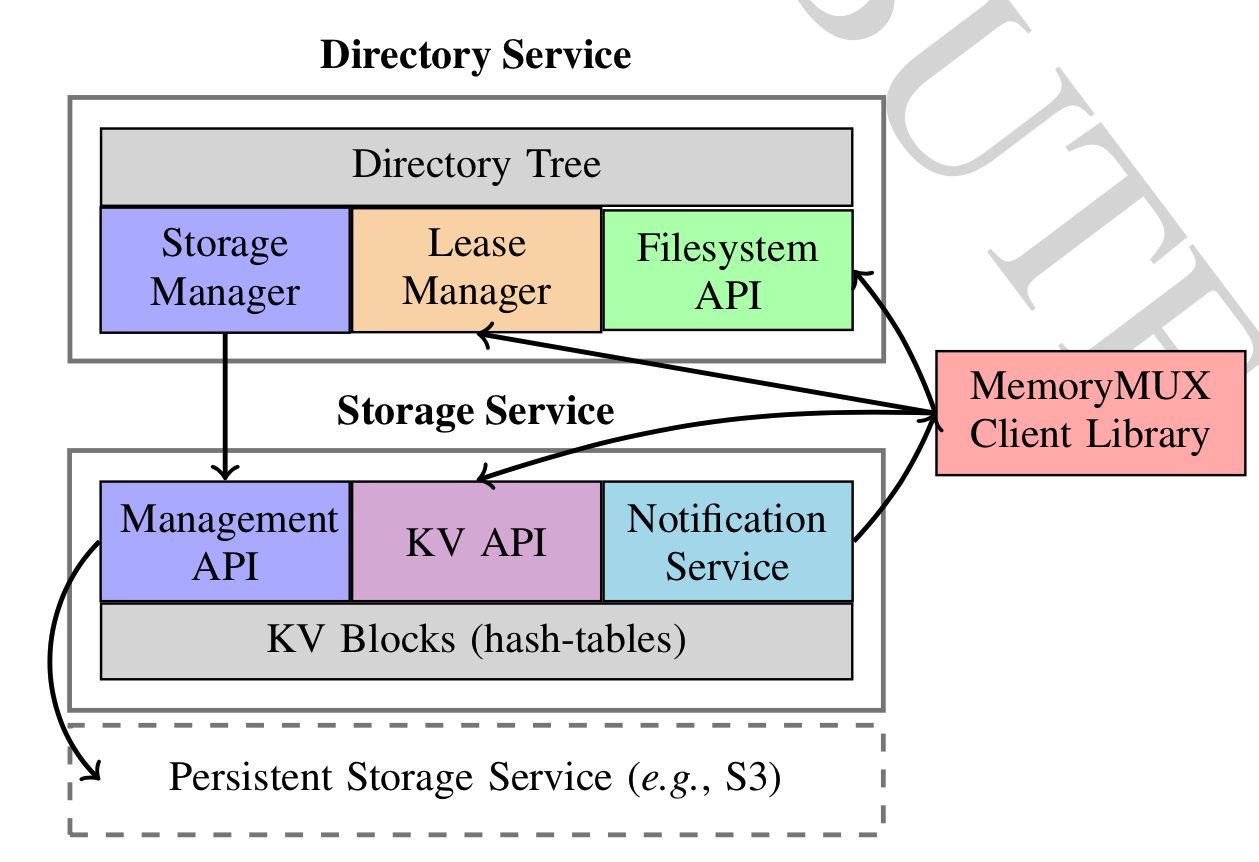 Directory Service
Directory Tree
Storage
Manager
Lease
Manager
Filesystem
API
MemoryMUX
Client Library
Storage Service
Management
API
KV API
Notification
Service
KV Blocks (hash-tables)
Persistent Storage Service (e.g., S3)